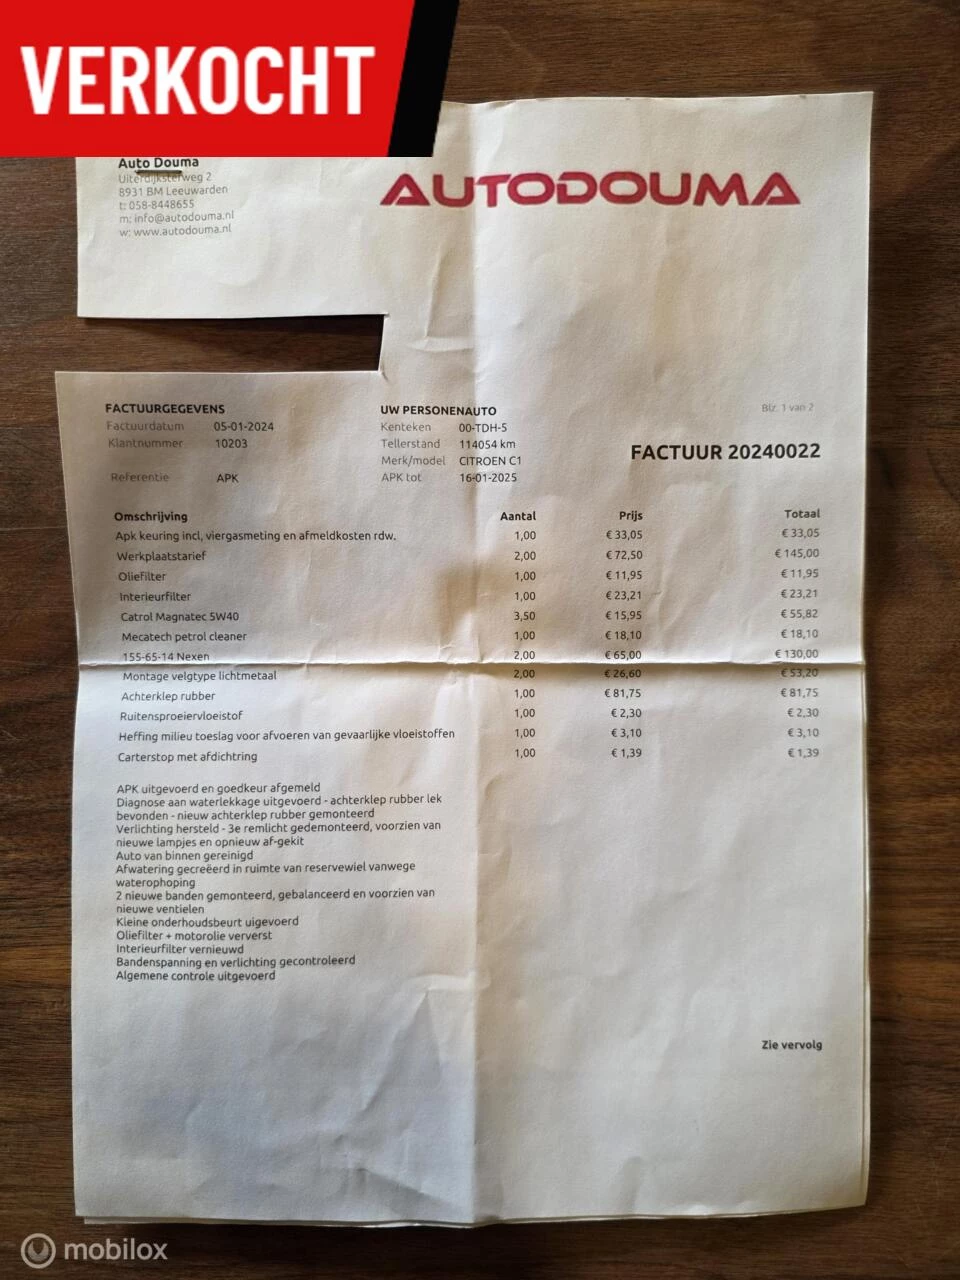 VERKOCHT
Auto Douma
Uiterdijksterweg 2
8931 BM Leeuwarden
t: 058-8448655
m: info@autodouma.nl
w: www.autodouma.nl
AUTODOUMA
FACTUURGEGEVENS
Factuurdatum 05-01-2024
Klantnummer 10203
Referentie APK
UW PERSONENAUTO
Kenteken 00-TDH-5
Tellerstand 114054 km
Merk/model CITROEN C1
APK tot 16-01-2025
Blz. 1 van 2
FACTUUR 20240022
Omschrijving Aantal Prijs Totaal
Apk keuring incl, viergasmeting en afmeldkosten rdw. 1,00 € 33,05 € 33,05
Werkplaatstarief 2,00 € 72,50 € 145,00
Oliefilter 1,00 € 11,95 € 11,95
Interieurfilter 1,00 € 23,21 € 23,21
Catrol Magnatec 5W40 3,50 € 15,95 € 55,82
Mecatech petrol cleaner 1,00 € 18,10 € 18,10
155-65-14 Nexen 2,00 € 65,00 € 130,00
Montage velgtype lichtmetaal 2,00 € 26,60 € 53,20
Achterklep rubber 1,00 € 81,75 € 81,75
Ruitensproeiervloeistof 1,00 € 2,30 € 2,30
Heffing milieu toeslag voor afvoeren van gevaarlijke vloeistoffen 1,00 € 3,10 € 3,10
Carterstop met afdichtring 1,00 € 1,39 € 1,39
APK uitgevoerd en goedkeur afgemeld
Diagnose aan waterlekkage uitgevoerd - achterklep rubber lek
bevonden - nieuw achterklep rubber gemonteerd
Verlichting hersteld - 3e remlicht gedemonteerd, voorzien van
nieuwe lampjes en opnieuw af-gekit
Auto van binnen gereinigd
Afwatering gecreëerd in ruimte van reservewiel vanwege
waterophoping
2 nieuwe banden gemonteerd, gebalanceerd en voorzien van
nieuwe ventielen
Kleine onderhoudsbeurt uigevoerd
Oliefilter + motorolie ververst
Interieurfilter vernieuwd
Bandenspanning en verlichting gecontroleerd
Algemene controle uitgevoerd
Zie vervolg
mobilox